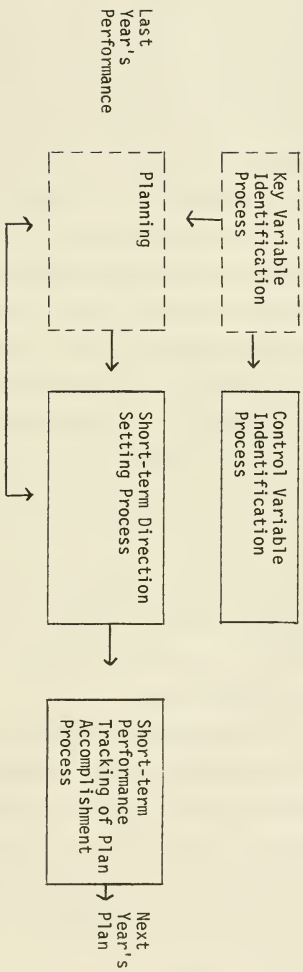 Key Variable
Identification
Process
Control Variable
Indentification
Process
Last
Year's
Performance
Planning
Short-term Direction
Setting Process
Short-term
Performance
Tracking of Plan
Accomplishment
Process
Next
Year's
Plan